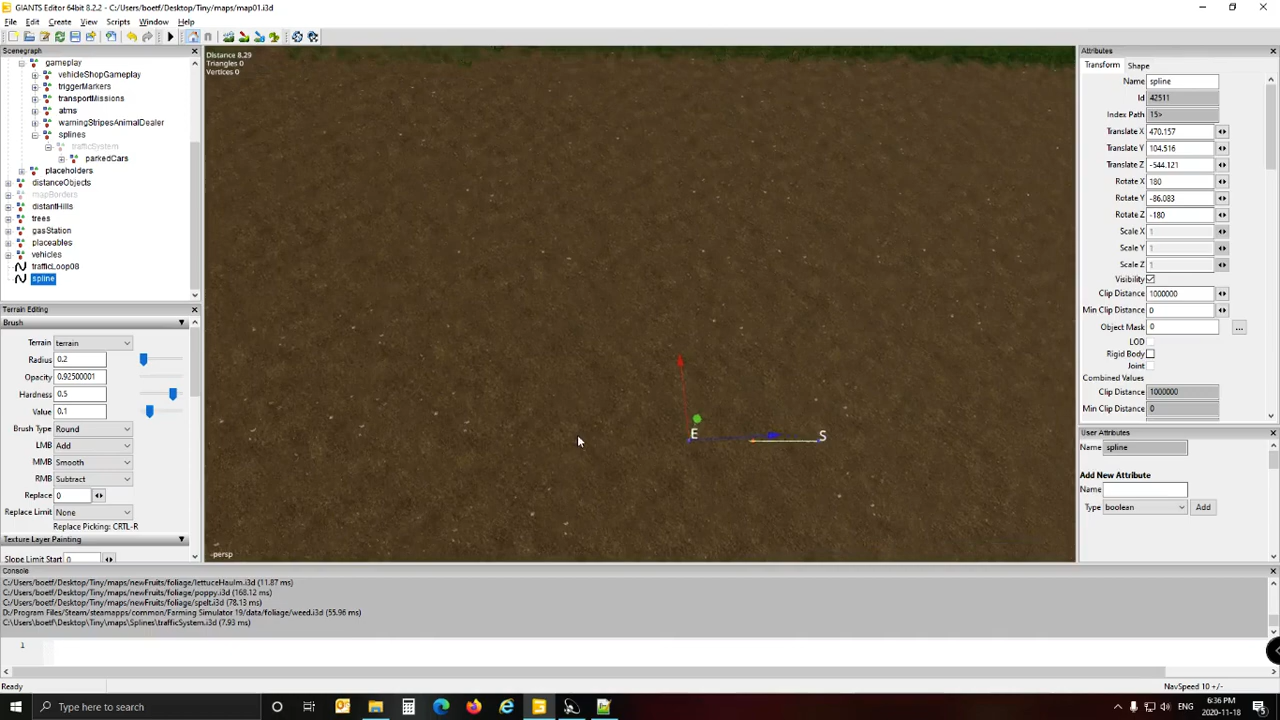 GIANTS Editor 64bit 8.2.2 - C:/Users/boetf/Desktop/Tiny/maps/map01.i3d
File Edit Create View Scripts Window Help
Scenegraph
gameplay
vehicleShopGameplay
triggerMarkers
transportMissions
atms
warningStripesAnimalDealer
splines
trafficSystem
parkedCars
placeholders
distanceObjects
mapBorders
distantHills
trees
gasStation
placeables
vehicles
trafficLoop08
spline
Terrain Editing
Brush
Terrain terrain
Radius 0.2
Opacity 0.92500001
Hardness 0.5
Value 0.1
Brush Type Round
LMB Add
MMB Smooth
RMB Subtract
Replace 0
Replace Limit None
Replace Picking: CRTL-R
Texture Layer Painting
Slope Limit Start 0
Distance 8.29
Triangles 0
Vertices 0
E S
-persp
Attributes
Transform Shape
Name spline
Id 42511
Index Path 15>
Translate X 470.157
Translate Y 104.516
Translate Z -544.121
Rotate X 180
Rotate Y -86.083
Rotate Z -180
Scale X 1
Scale Y 1
Scale Z 1
Visibility
Clip Distance 1000000
Min Clip Distance 0
Object Mask 0 ...
LOD
Rigid Body
Joint
Combined Values
Clip Distance 1000000
Min Clip Distance 0
User Attributes
Name spline
Add New Attribute
Name
Type boolean Add
Console
C:/Users/boetf/Desktop/Tiny/maps/newFruits/foliage/lettuceHaulm.i3d (11.87 ms)
C:/Users/boetf/Desktop/Tiny/maps/newFruits/foliage/poppy.i3d (168.12 ms)
C:/Users/boetf/Desktop/Tiny/maps/newFruits/foliage/spelt.i3d (78.13 ms)
D:/Program Files/Steam/steamapps/common/Farming Simulator 19/data/foliage/weed.i3d (55.96 ms)
C:\Users\boetf\Desktop\Tiny\maps\Splines\trafficSystem.i3d (7.93 ms)
1
Ready
NavSpeed 10 +/-
Type here to search
ENG
6:36 PM
2020-11-18